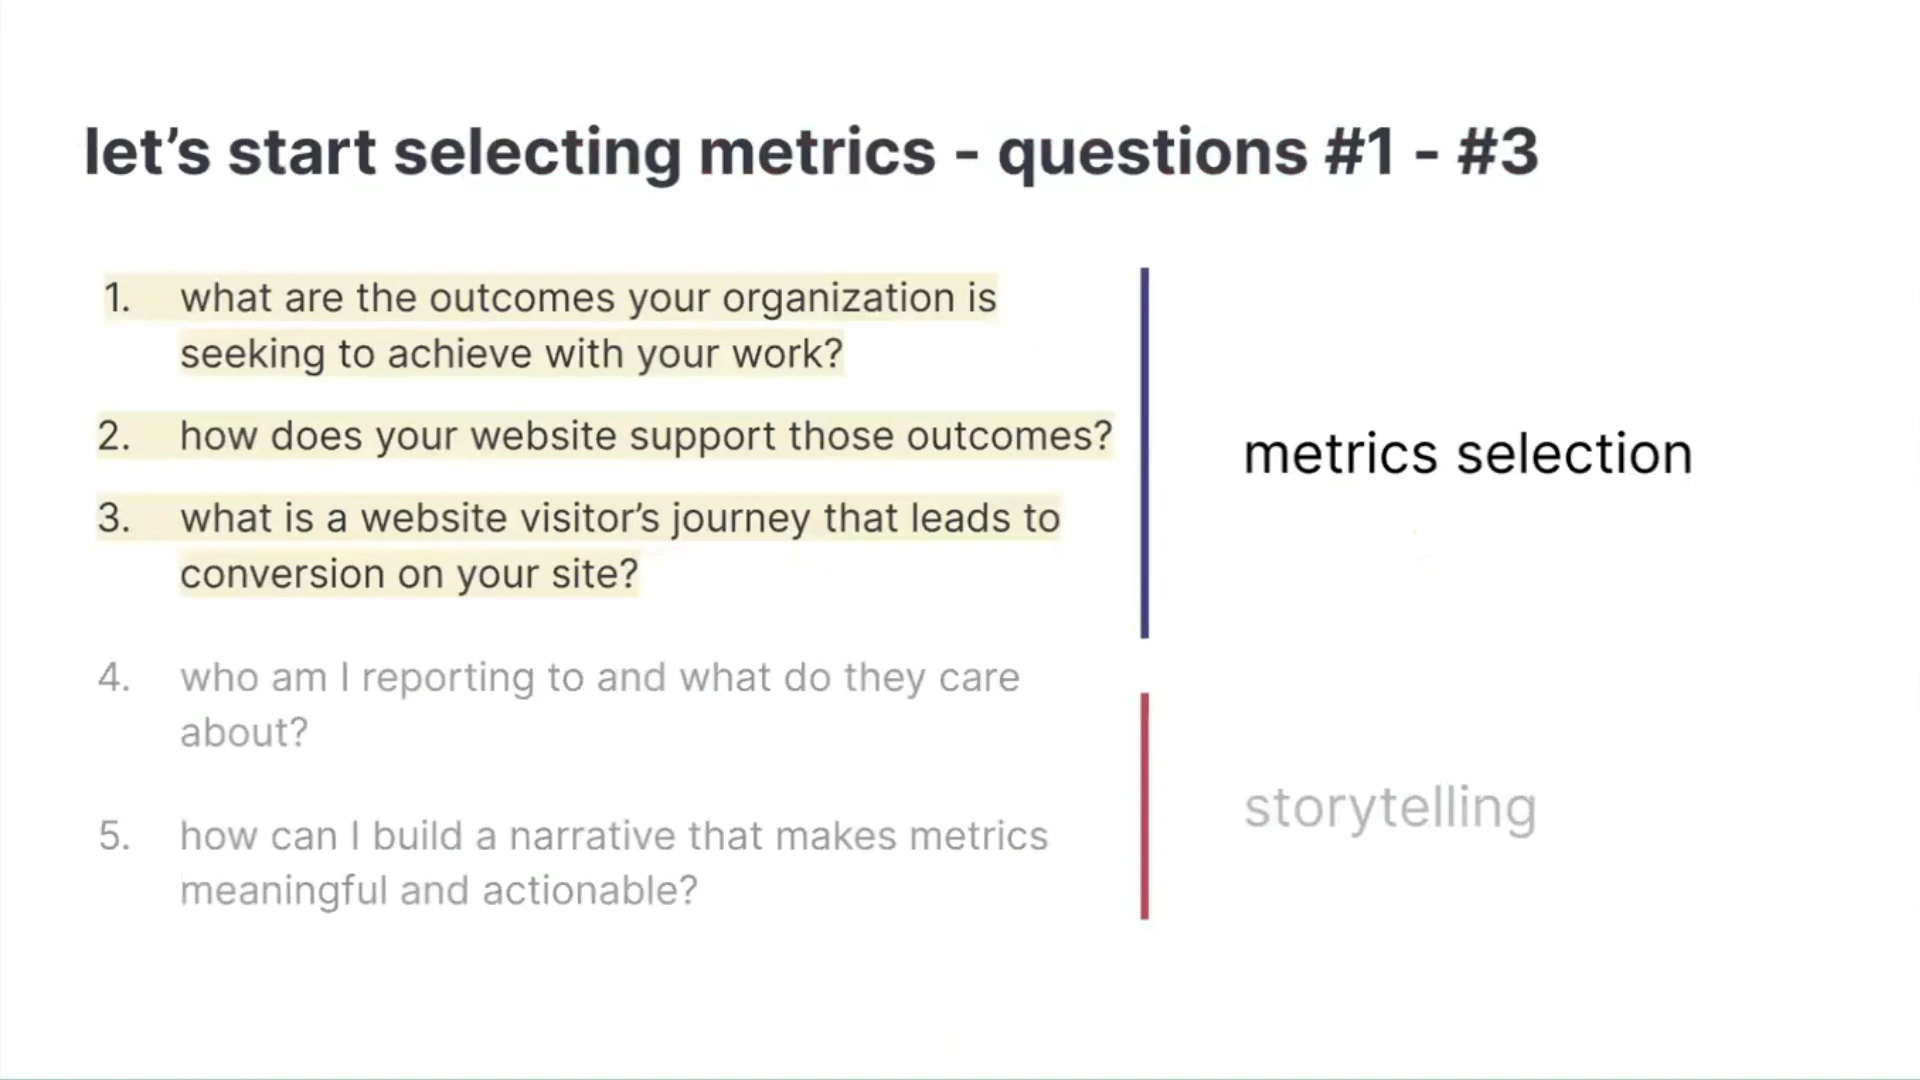 let’s start selecting metrics - questions #1 - #3
1. what are the outcomes your organization is
seeking to achieve with your work?
2. how does your website support those outcomes?
3. what is a website visitor’s journey that leads to
conversion on your site?
metrics selection
4. who am I reporting to and what do they care
about?
5. how can I build a narrative that makes metrics
meaningful and actionable?
storytelling